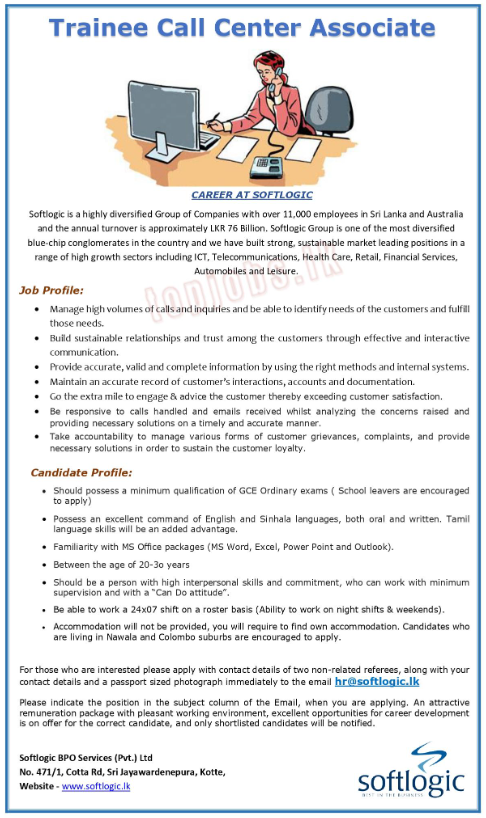 Trainee Call Center Associate
CAREER AT SOFTLOGIC
Softlogic is a highly diversified Group of Companies with over 11,000 employees in Sri Lanka and Australia
and the annual turnover is approximately LKR 76 Billion. Softlogic Group is one of the most diversified
blue-chip conglomerates in the country and we have built strong, sustainable market leading positions in a
range of high growth sectors including ICT, Telecommunications, Health Care, Retail, Financial Services,
Automobiles and Leisure.
topjobs.lk
Job Profile:
• Manage high volumes of calls and inquiries and be able to identify needs of the customers and fulfill
those needs.
• Build sustainable relationships and trust among the customers through effective and interactive
communication.
• Provide accurate, valid and complete information by using the right methods and internal systems.
• Maintain an accurate record of customer's interactions, accounts and documentation.
• Go the extra mile to engage & advice the customer thereby exceeding customer satisfaction.
• Be responsive to calls handled and emails received whilst analyzing the concerns raised and
providing necessary solutions on a timely and accurate manner.
• Take accountability to manage various forms of customer grievances, complaints, and provide
necessary solutions in order to sustain the customer loyalty.
Candidate Profile:
• Should possess a minimum qualification of GCE Ordinary exams ( School leavers are encouraged
to apply)
• Possess an excellent command of English and Sinhala languages, both oral and written. Tamil
language skills will be an added advantage.
• Familiarity with MS Office packages (MS Word, Excel, Power Point and Outlook).
• Between the age of 20-3o years
• Should be a person with high interpersonal skills and commitment, who can work with minimum
supervision and with a "Can Do attitude".
• Be able to work a 24x07 shift on a roster basis (Ability to work on night shifts & weekends).
• Accommodation will not be provided, you will require to find own accommodation. Candidates who
are living in Nawala and Colombo suburbs are encouraged to apply.
For those who are interested please apply with contact details of two non-related referees, along with your
contact details and a passport sized photograph immediately to the email hr@softlogic.lk
Please indicate the position in the subject column of the Email, when you are applying. An attractive
remuneration package with pleasant working environment, excellent opportunities for career development
is on offer for the correct candidate, and only shortlisted candidates will be notified.
Softlogic BPO Services (Pvt.) Ltd
No. 471/1, Cotta Rd, Sri Jayawardenepura, Kotte,
Website - www.softlogic.lk
softlogic
BEST IN THE BUSINESS